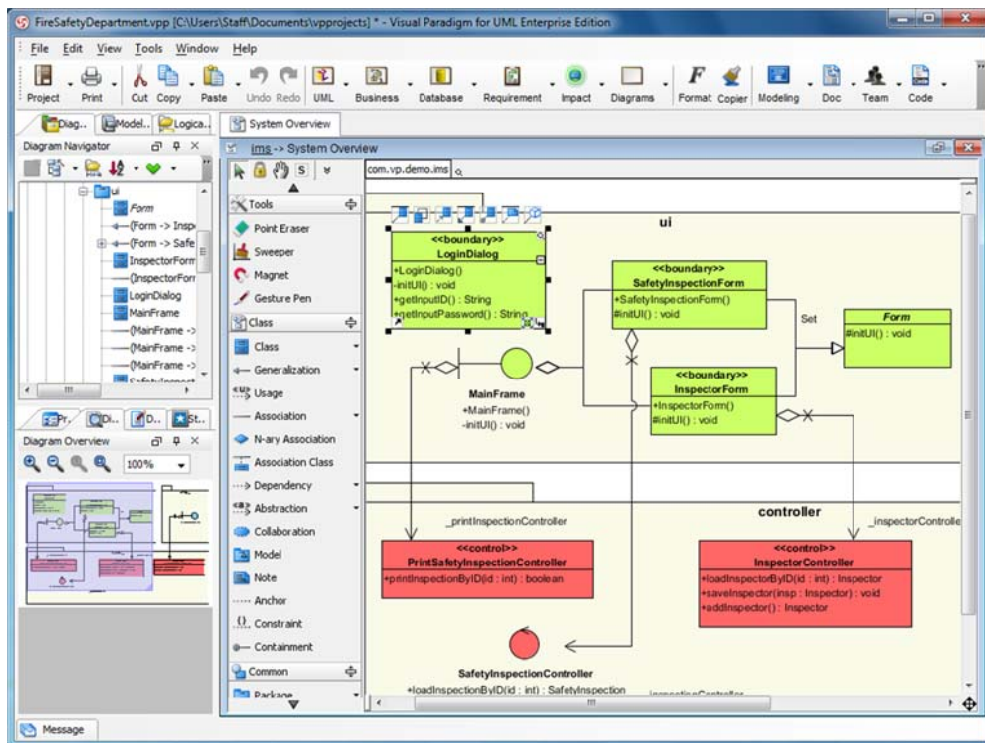 FireSafetyDepartment.vpp [C:\Users\Staff\Documents\vpprojects] * - Visual Paradigm for UML Enterprise Edition
File Edit View Tools Window Help
Project Print Cut Copy Paste Undo Redo UML Business Database Requirement Impact Diagrams Format Copier Modeling Doc Team Code
Diag.. Model.. Logica.. System Overview
Diagram Navigator
ims -> System Overview
com.vp.demo.ims
ui
Form
(Form -> Insp
(Form -> Safe
InspectorForm
(InspectorForr
LoginDialog
MainFrame
(MainFrame ->
(MainFrame ->
(MainFrame ->
SafetyInspect
Pr. Di.. D.. St..
Diagram Overview
100%
Tools
Point Eraser
Sweeper
Magnet
Gesture Pen
Class
Class
Generalization
Usage
Association
N-ary Association
Association Class
Dependency
Abstraction
Collaboration
Model
Note
Anchor
Constraint
Containment
Common
Package
ui
<<boundary>>
LoginDialog
+LoginDialog()
-initUI() : void
+getInputID() : String
+getInputPassword() : String
<<boundary>>
SafetyInspectionForm
+SafetyInspectionForm()
#initUI() : void
Set
Form
#initUI() : void
MainFrame
+MainFrame()
-initUI() : void
<<boundary>>
InspectorForm
+InspectorForm()
#initUI() : void
controller
_printInspectionController
_inspectorControlle
<<control>>
PrintSafetyInspectionController
+printInspectionByID(id : int) : boolean
<<control>>
InspectorController
+loadInspectorByID(id : int) : Inspector
+saveInspector(insp : Inspector) : void
+addInspector() : Inspector
SafetyInspectionController
+loadInspectionByID(id : int) : SafetyInspection
_inspectionController
Message